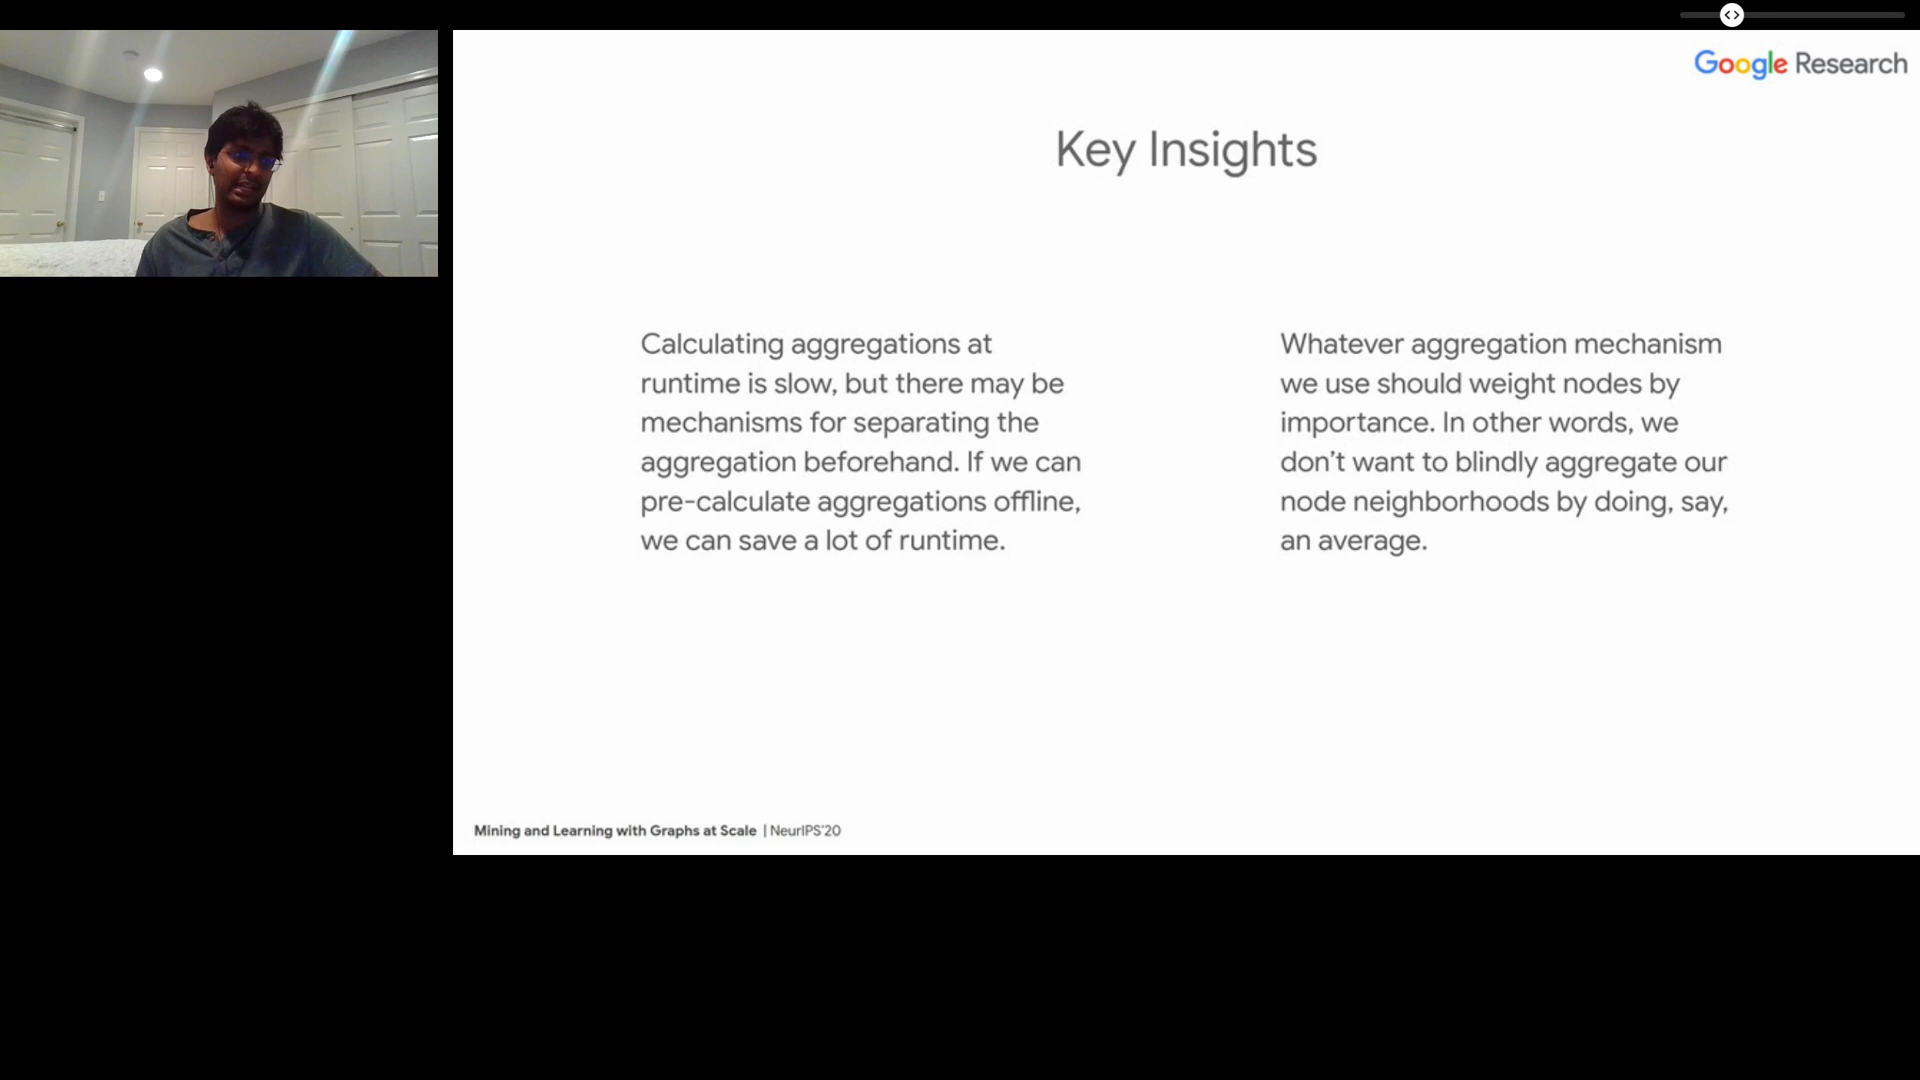 Google Research
Key Insights
Calculating aggregations at
runtime is slow, but there may be
mechanisms for separating the
aggregation beforehand. If we can
pre-calculate aggregations offline,
we can save a lot of runtime.
Whatever aggregation mechanism
we use should weight nodes by
importance. In other words, we
don’t want to blindly aggregate our
node neighborhoods by doing, say,
an average.
Mining and Learning with Graphs at Scale | NeurIPS’20